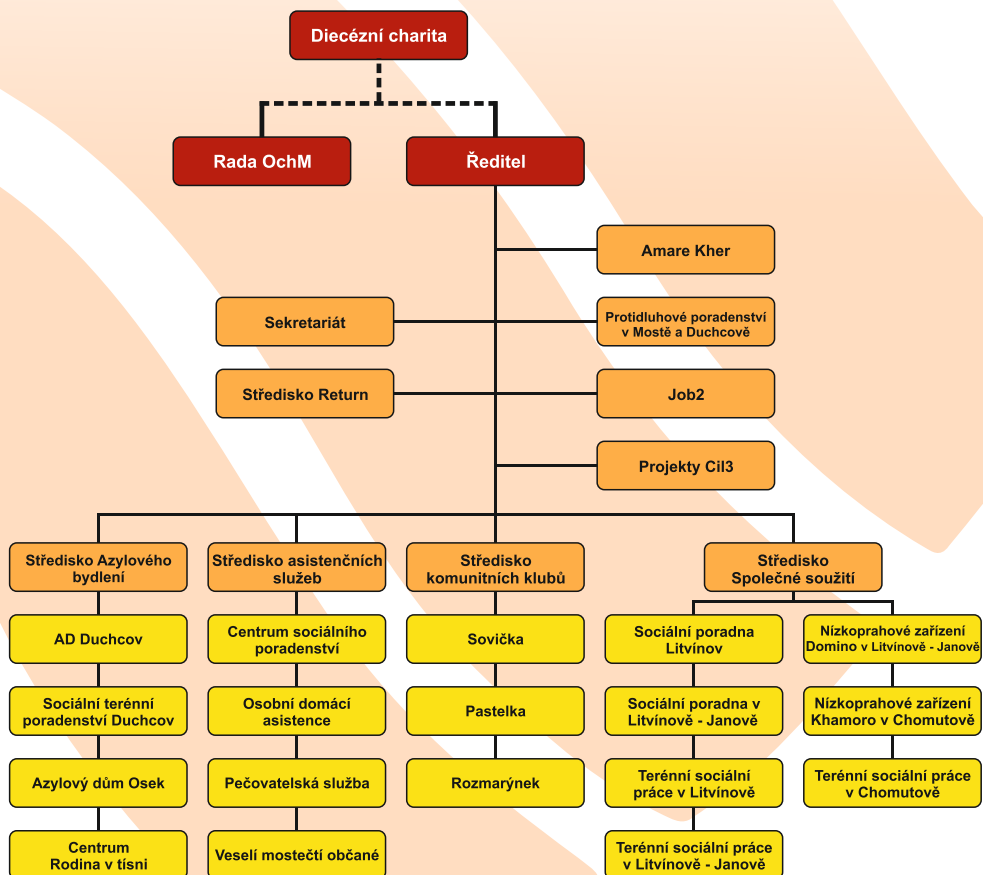 Diecézní charita
Rada OchM
Ředitel
Amare Kher
Sekretariát
Protidluhové poradenství
v Mostě a Duchcově
Středisko Return
Job2
Projekty Cil3
Středisko Azylového
bydlení
Středisko asistenčních
služeb
Středisko
komunitních klubů
Středisko
Společné soužití
AD Duchcov
Centrum sociálního
poradenství
Sovička
Sociální poradna
Litvínov
Nízkoprahové zařízení
Domino v Litvínově - Janově
Sociální terénní
poradenství Duchcov
Osobní domácí
asistence
Pastelka
Sociální poradna v
Litvínově - Janově
Nízkoprahové zařízení
Khamoro v Chomutově
Azylový dům Osek
Pečovatelská služba
Rozmarýnek
Terénní sociální
práce v Litvínově
Terénní sociální práce
v Chomutově
Centrum
Rodina v tísni
Veselí mostečtí občané
Terénní sociální práce
v Litvínově - Janově